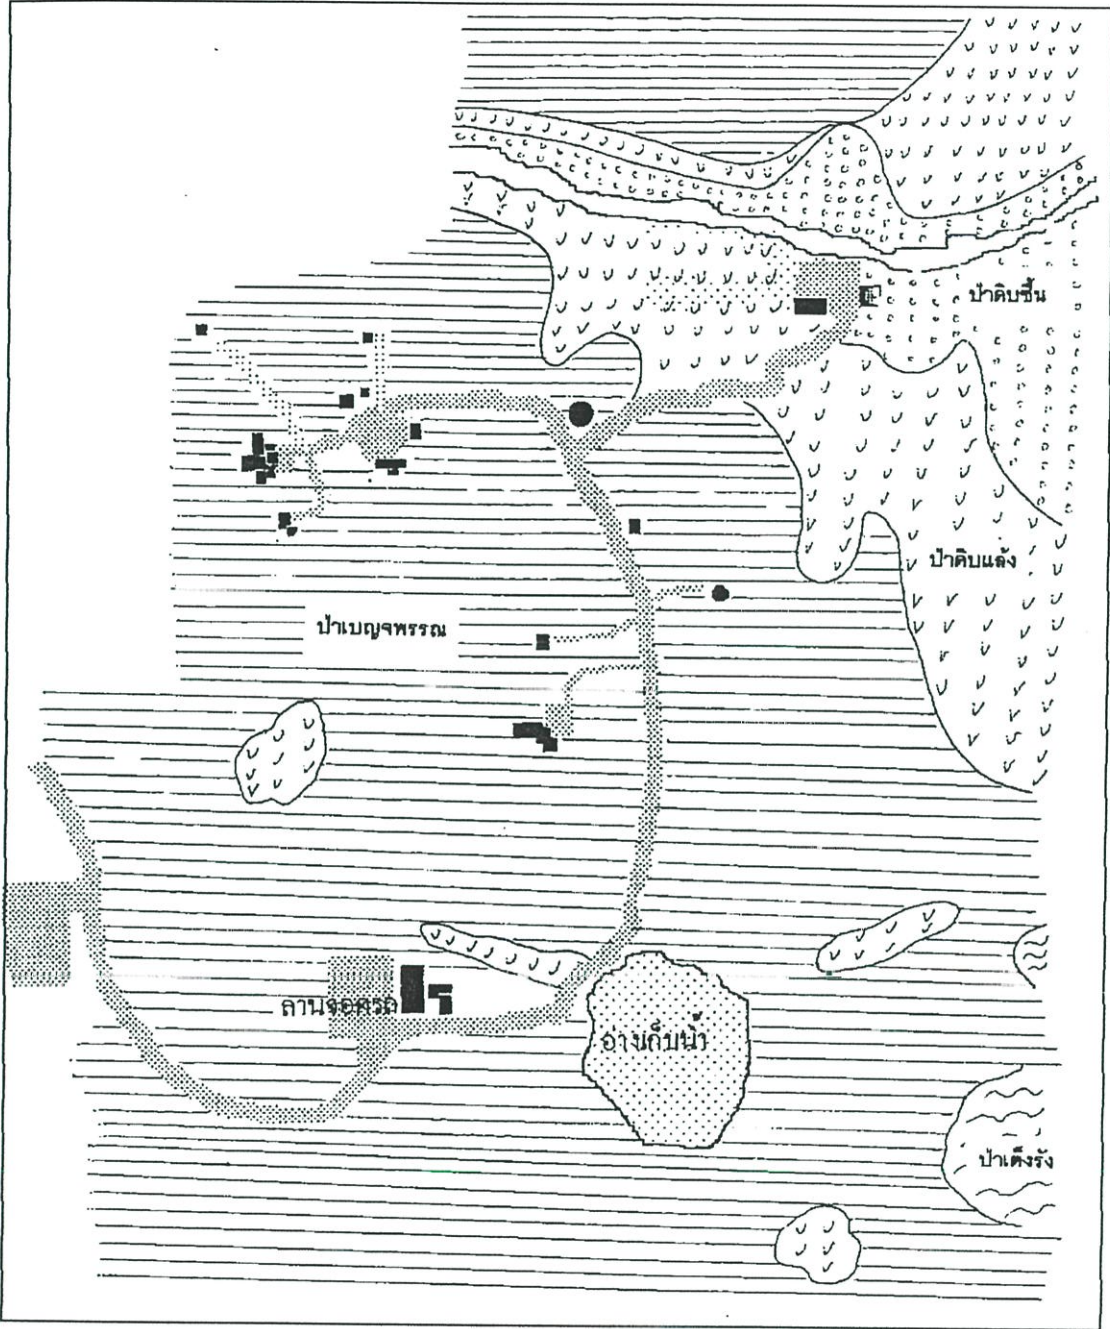 ป่าดิบชื้น
ป่าดิบแล้ง
ป่าเบญจพรรณ
ลานจอดรถ
อ่างเก็บน้ำ
ป่าเต็งรัง